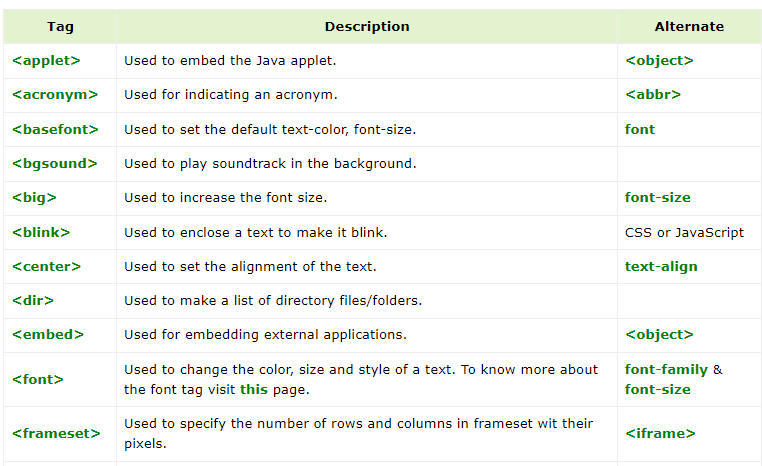 Tag Description Alternate
<applet> Used to embed the Java applet. <object>
<acronym> Used for indicating an acronym. <abbr>
<basefont> Used to set the default text-color, font-size. font
<bgsound> Used to play soundtrack in the background.
<big> Used to increase the font size. font-size
<blink> Used to enclose a text to make it blink. CSS or JavaScript
<center> Used to set the alignment of the text. text-align
<dir> Used to make a list of directory files/folders.
<embed> Used for embedding external applications. <object>
<font> Used to change the color, size and style of a text. To know more about
the font tag visit this page. font-family &
font-size
<frameset> Used to specify the number of rows and columns in frameset wit their
pixels. <iframe>